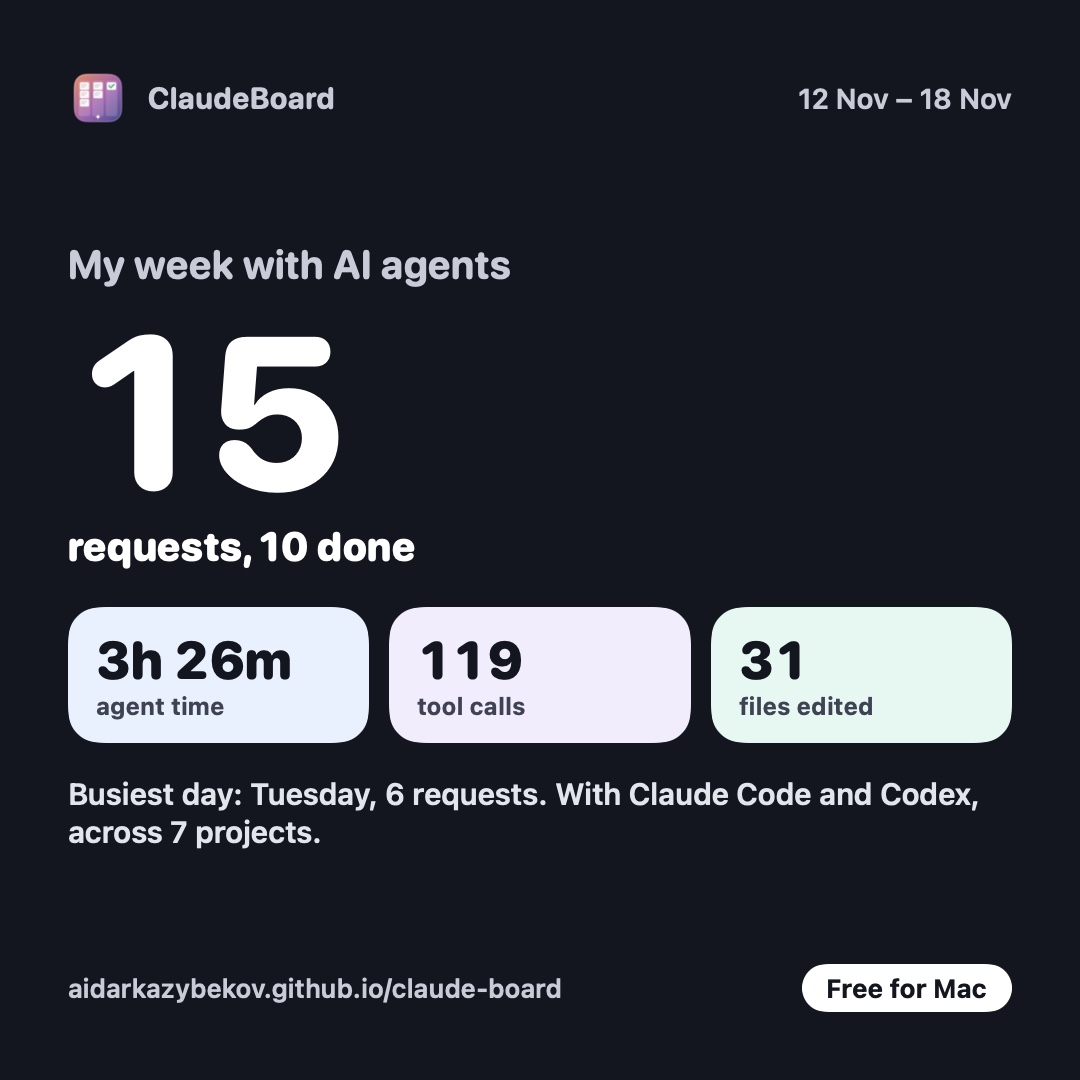 ClaudeBoard
12 Nov – 18 Nov
My week with AI agents
15
requests, 10 done
3h 26m
agent time
119
tool calls
31
files edited
Busiest day: Tuesday, 6 requests. With Claude Code and Codex,
across 7 projects.
aidarkazybekov.github.io/claude-board
Free for Mac